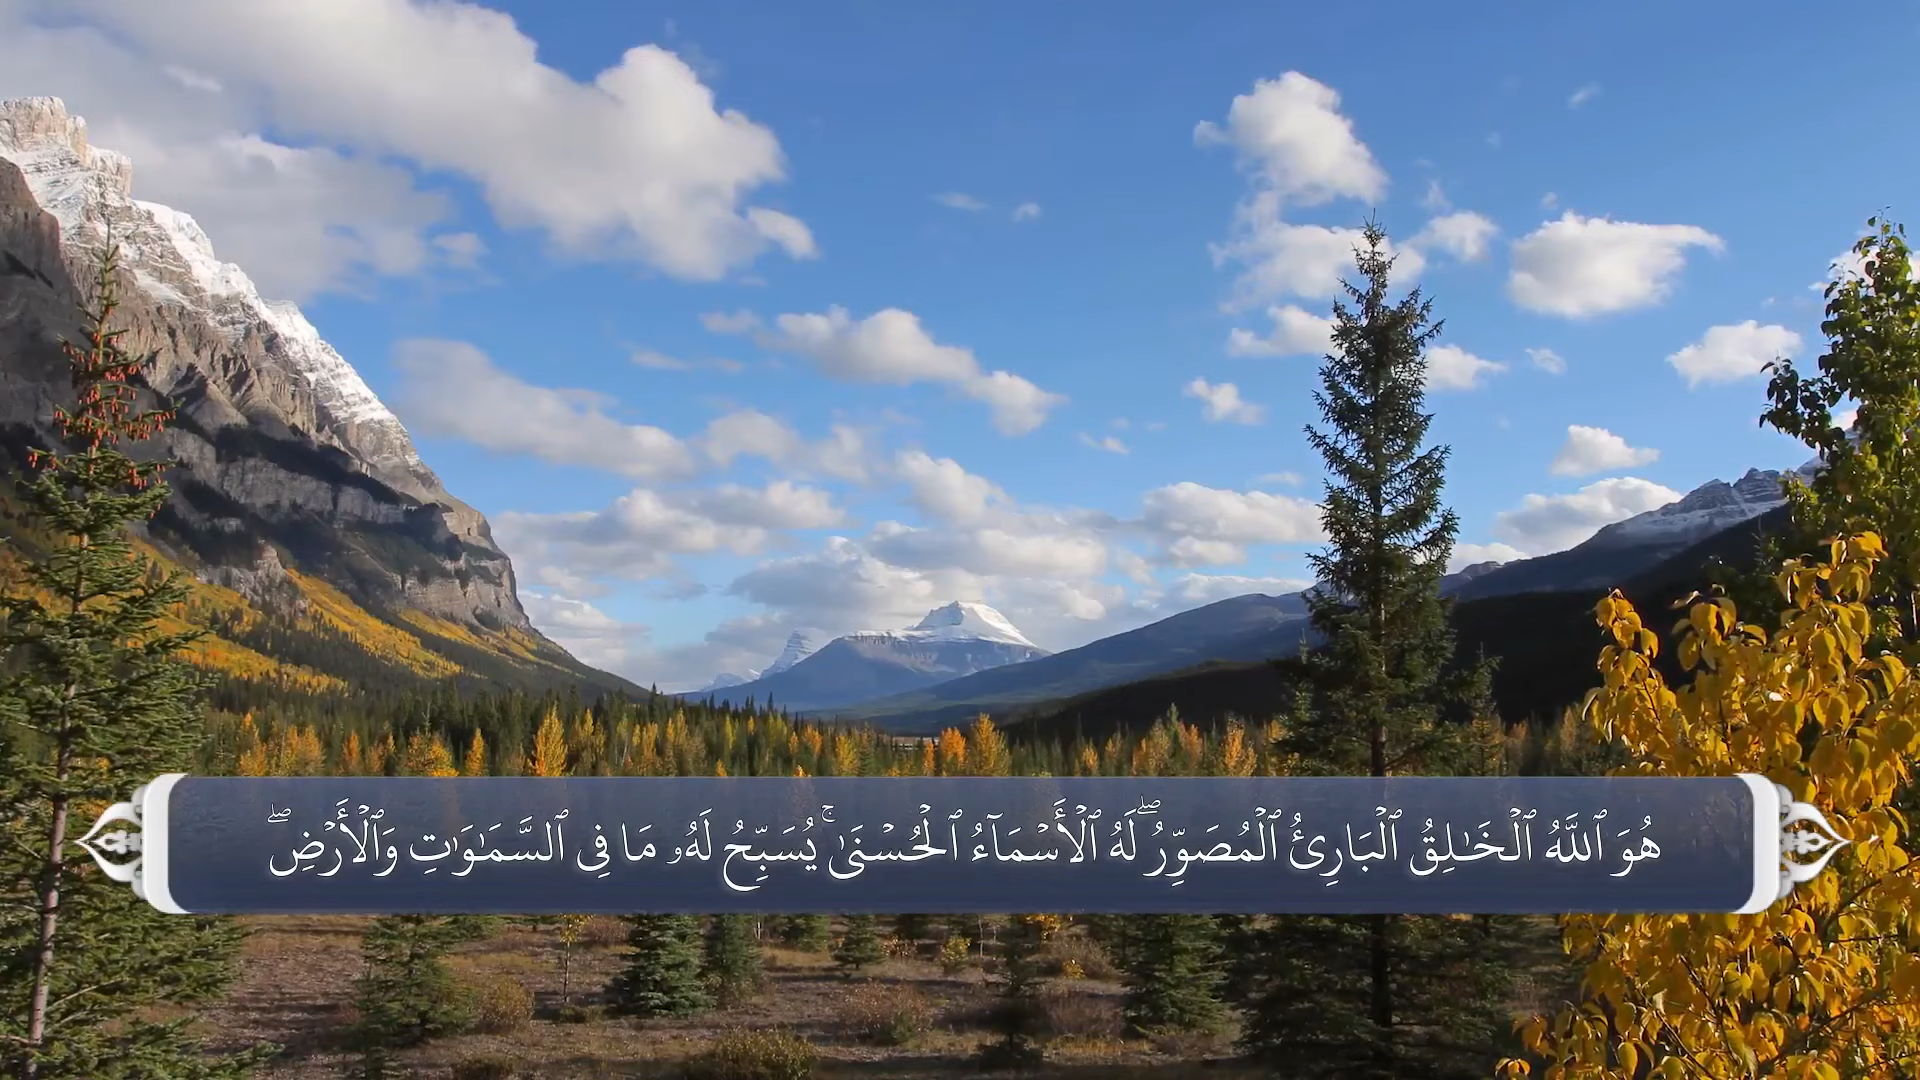 هُوَ ٱللَّهُ ٱلْخَـٰلِقُ ٱلْبَارِئُ ٱلْمُصَوِّرُ ۖ لَهُ ٱلْأَسْمَآءُ ٱلْحُسْنَىٰ ۚ يُسَبِّحُ لَهُۥ مَا فِى ٱلسَّمَـٰوَٰتِ وَٱلْأَرْضِ ۖ